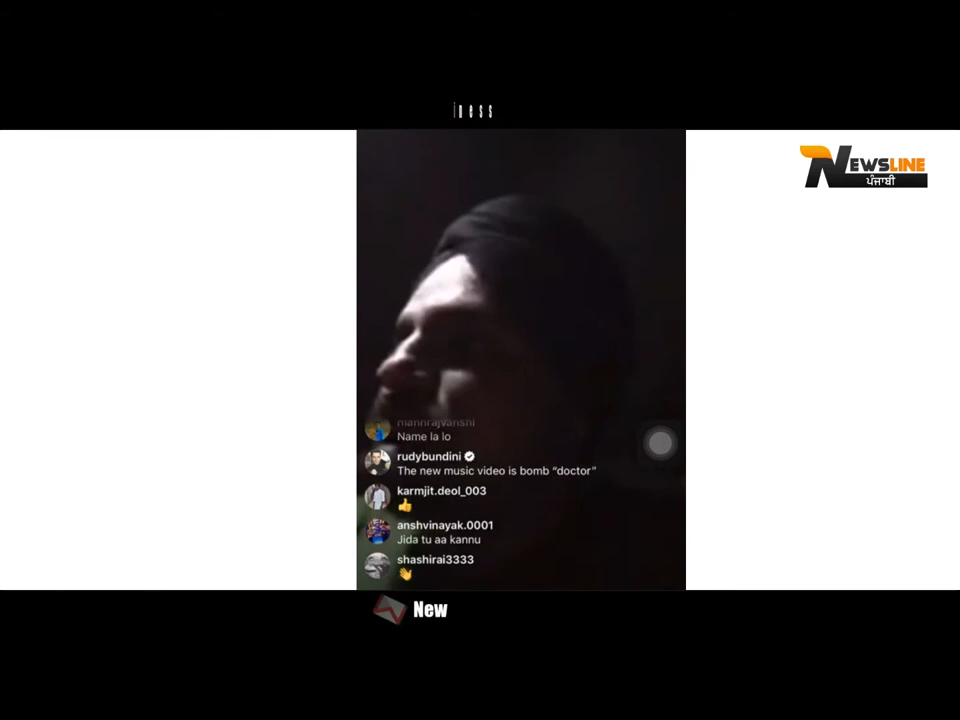 iness
NEWSLINE
ਪੰਜਾਬੀ
mannrajvanshi
Name la lo
rudybundini
The new music video is bomb “doctor”
karmjit.deol_003
👍
anshvinayak.0001
Jida tu aa kannu
shashirai3333
👋
New